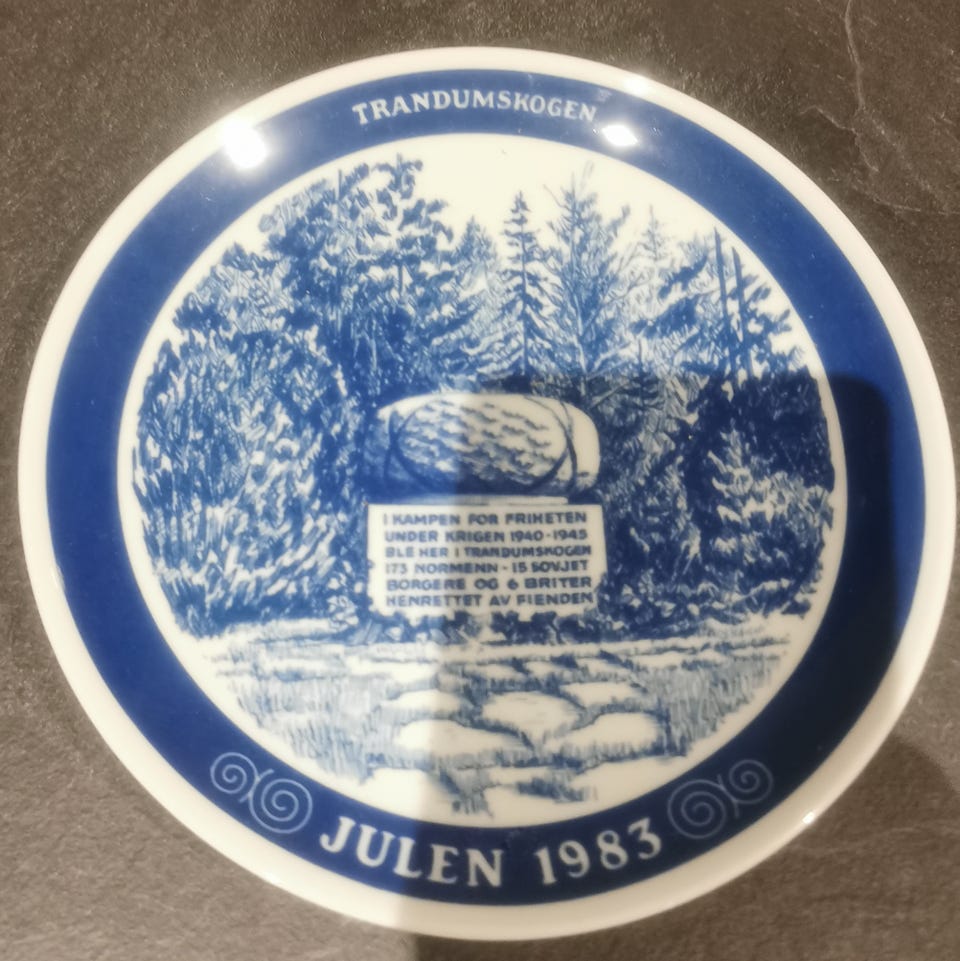 TRANDUMSKOGEN
I KAMPEN FOR FRIHETEN
UNDER KRIGEN 1940-1945
BLE HER I TRANDUMSKOGEN
173 NORMENN - 15 SOVJET
BORGERE OG 6 BRITER
HENRETTET AV FIENDEN
JULEN 1983